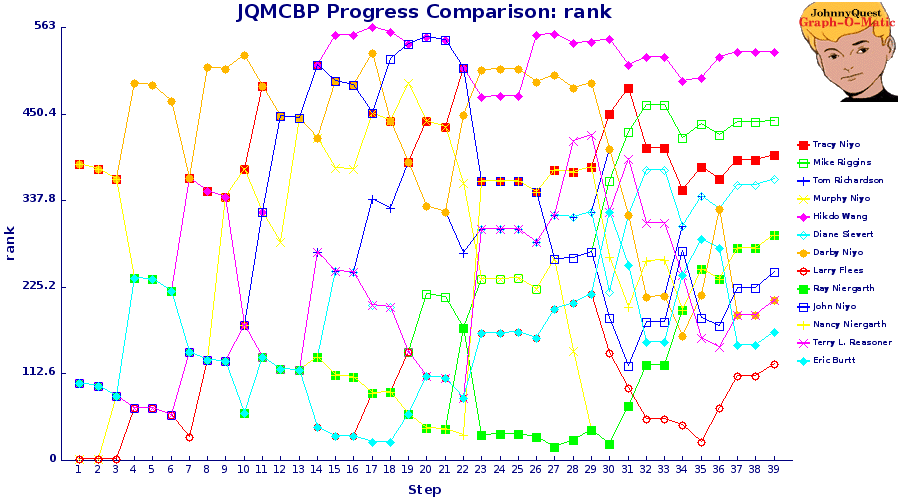 JQMCBP Progress Comparison: rank
JohnnyQuest
Graph-O-Matic
563
450.4
337.8
225.2
112.6
0
rank
1 2 3 4 5 6 7 8 9 10 11 12 13 14 15 16 17 18 19 20 21 22 23 24 25 26 27 28 29 30 31 32 33 34 35 36 37 38 39
Step
Tracy Niyo
Mike Riggins
Tom Richardson
Murphy Niyo
Hikdo Wang
Diane Sievert
Darby Niyo
Larry Flees
Ray Niergarth
John Niyo
Nancy Niergarth
Terry L. Reasoner
Eric Burtt